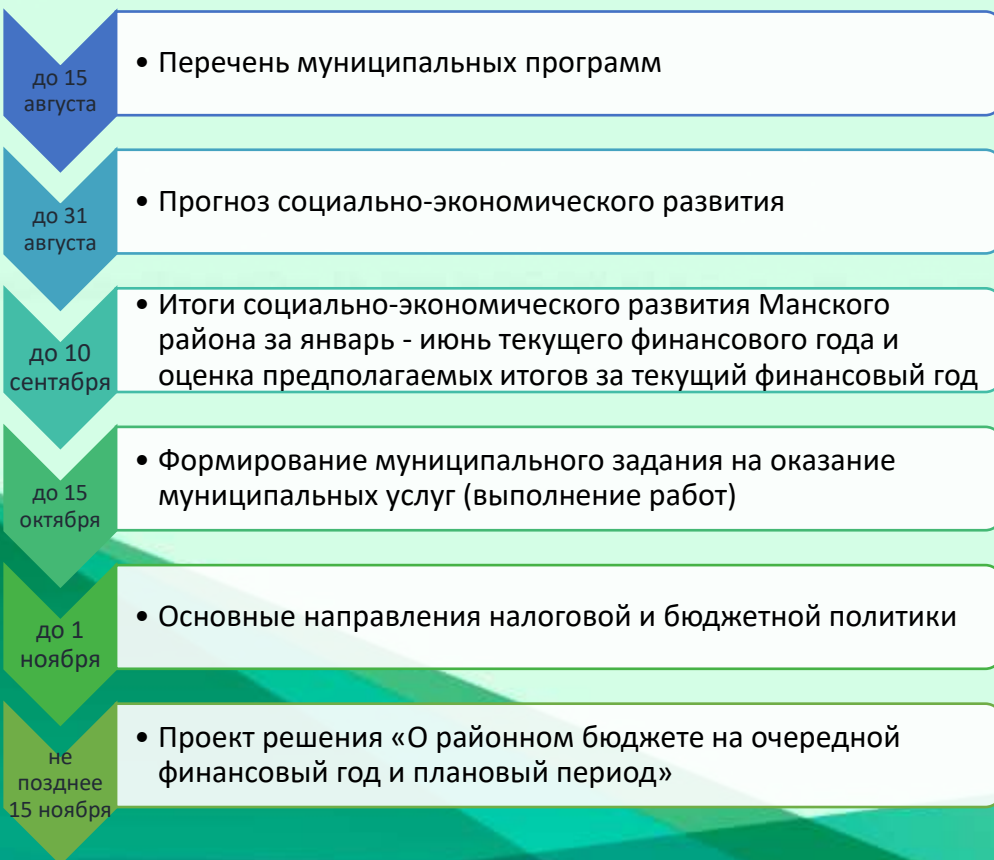 до 15
августа
• Перечень муниципальных программ
до 31
августа
• Прогноз социально-экономического развития
до 10
сентября
• Итоги социально-экономического развития Манского
района за январь - июнь текущего финансового года и
оценка предполагаемых итогов за текущий финансовый год
до 15
октября
• Формирование муниципального задания на оказание
муниципальных услуг (выполнение работ)
до 1
ноября
• Основные направления налоговой и бюджетной политики
не
позднее
15 ноября
• Проект решения «О районном бюджете на очередной
финансовый год и плановый период»